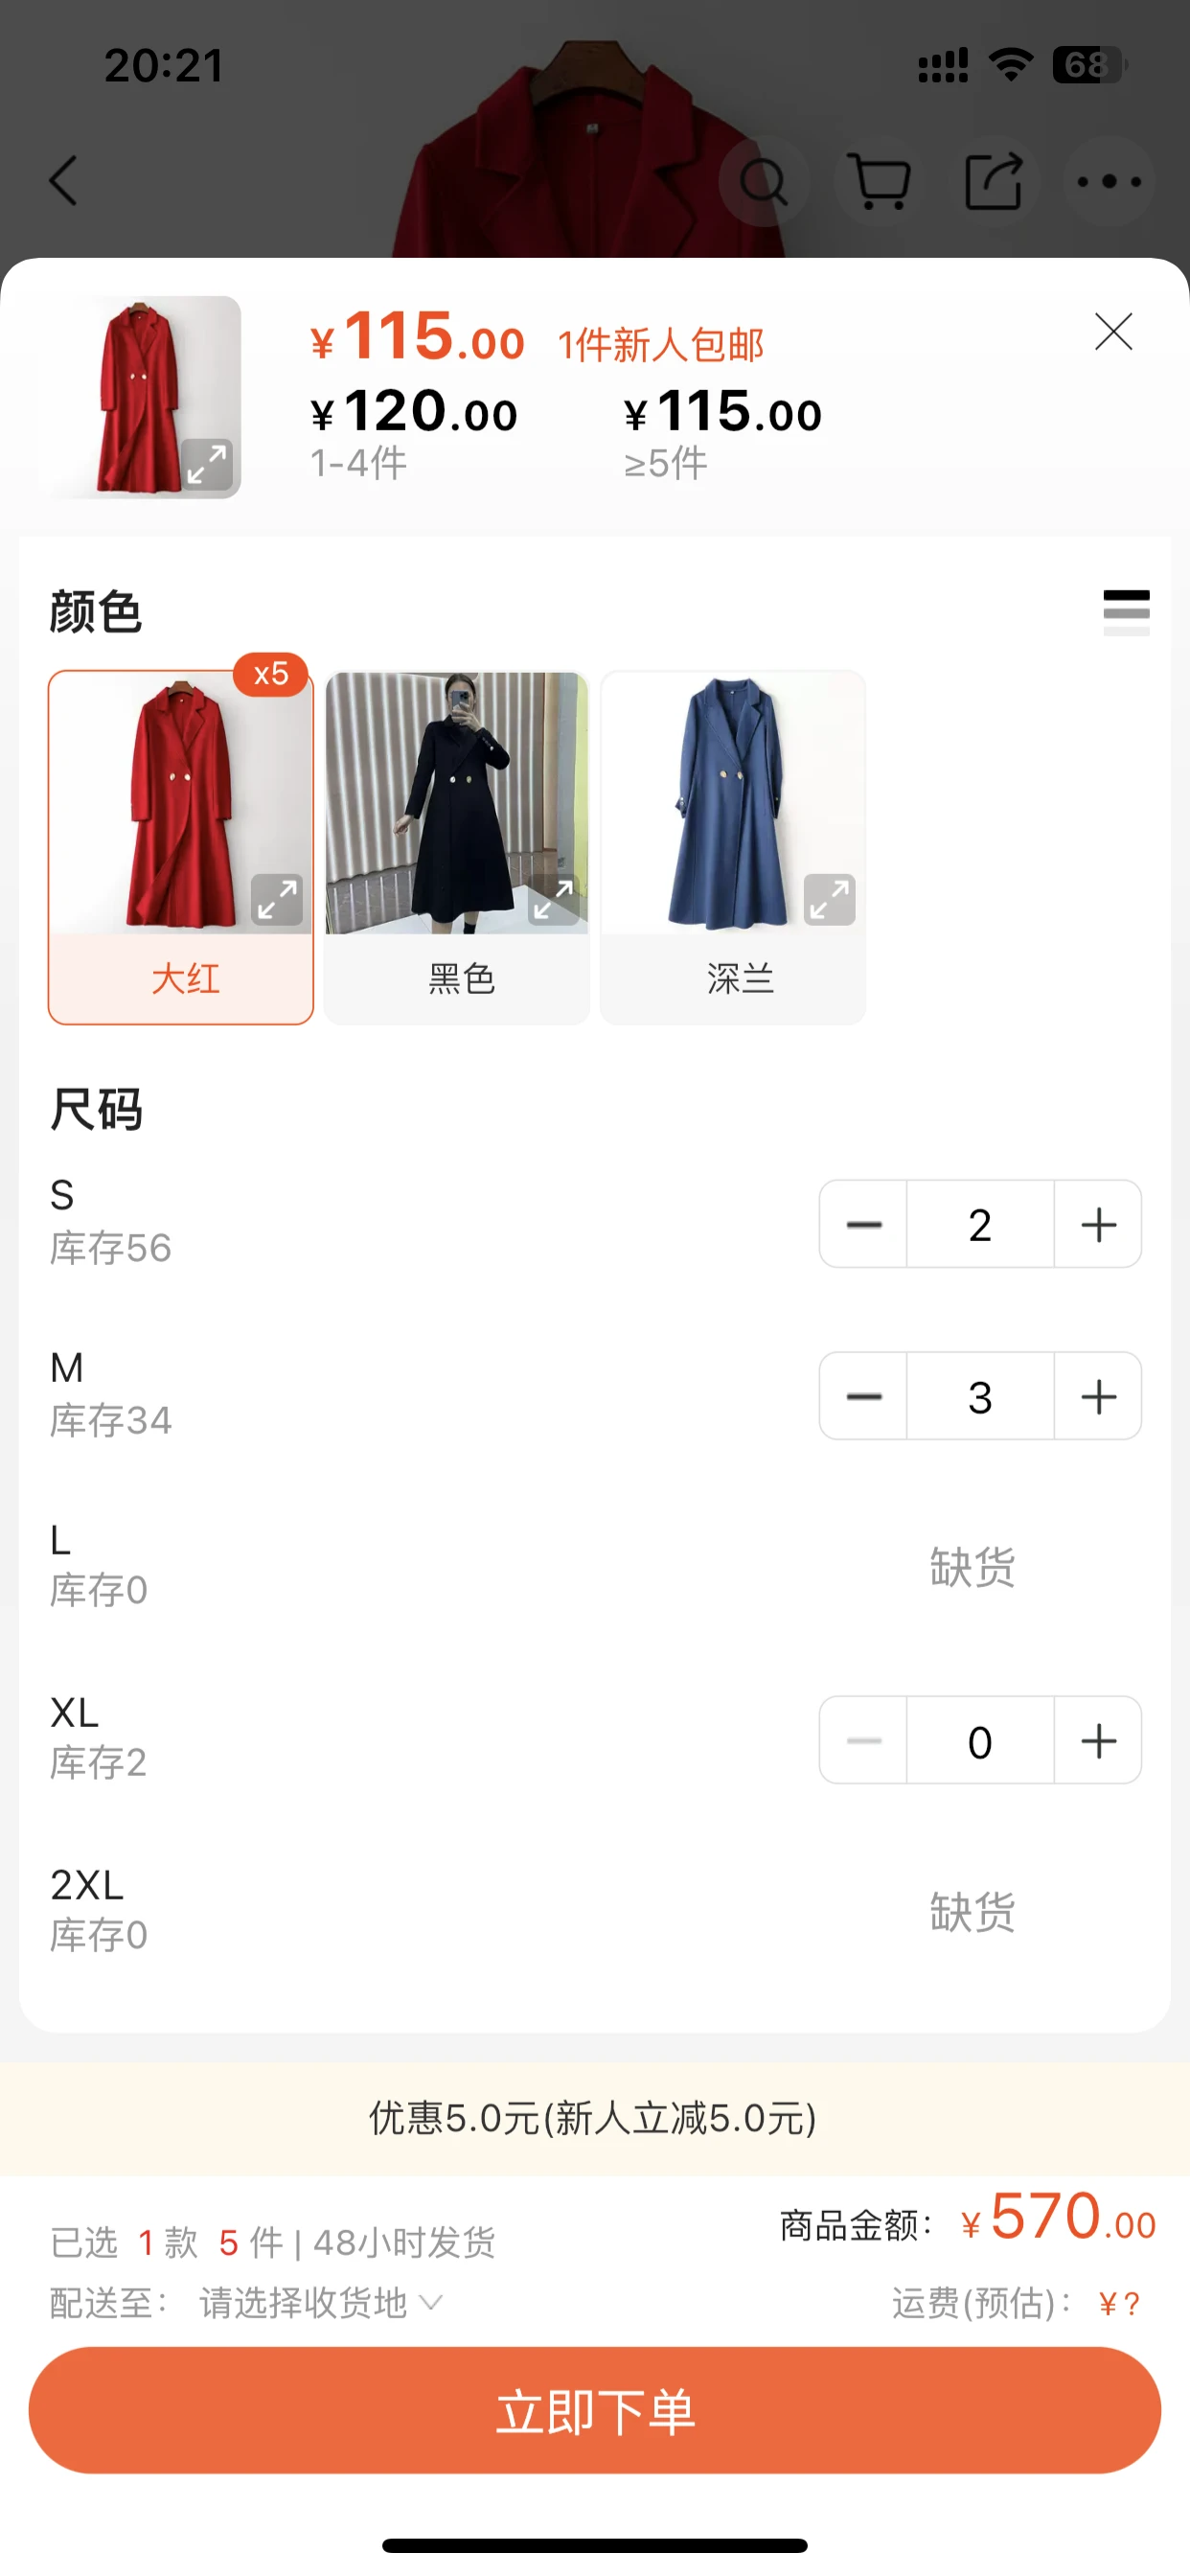 20:21
68
¥115.00 1件新人包邮
¥120.00 ¥115.00
1-4件 ≥5件
颜色
x5
大红 黑色 深兰
尺码
S
库存56
2
M
库存34
3
L
库存0
缺货
XL
库存2
0
2XL
库存0
缺货
优惠5.0元(新人立减5.0元)
已选 1 款 5 件 | 48小时发货
商品金额: ¥570.00
配送至: 请选择收货地
运费(预估): ¥?
立即下单